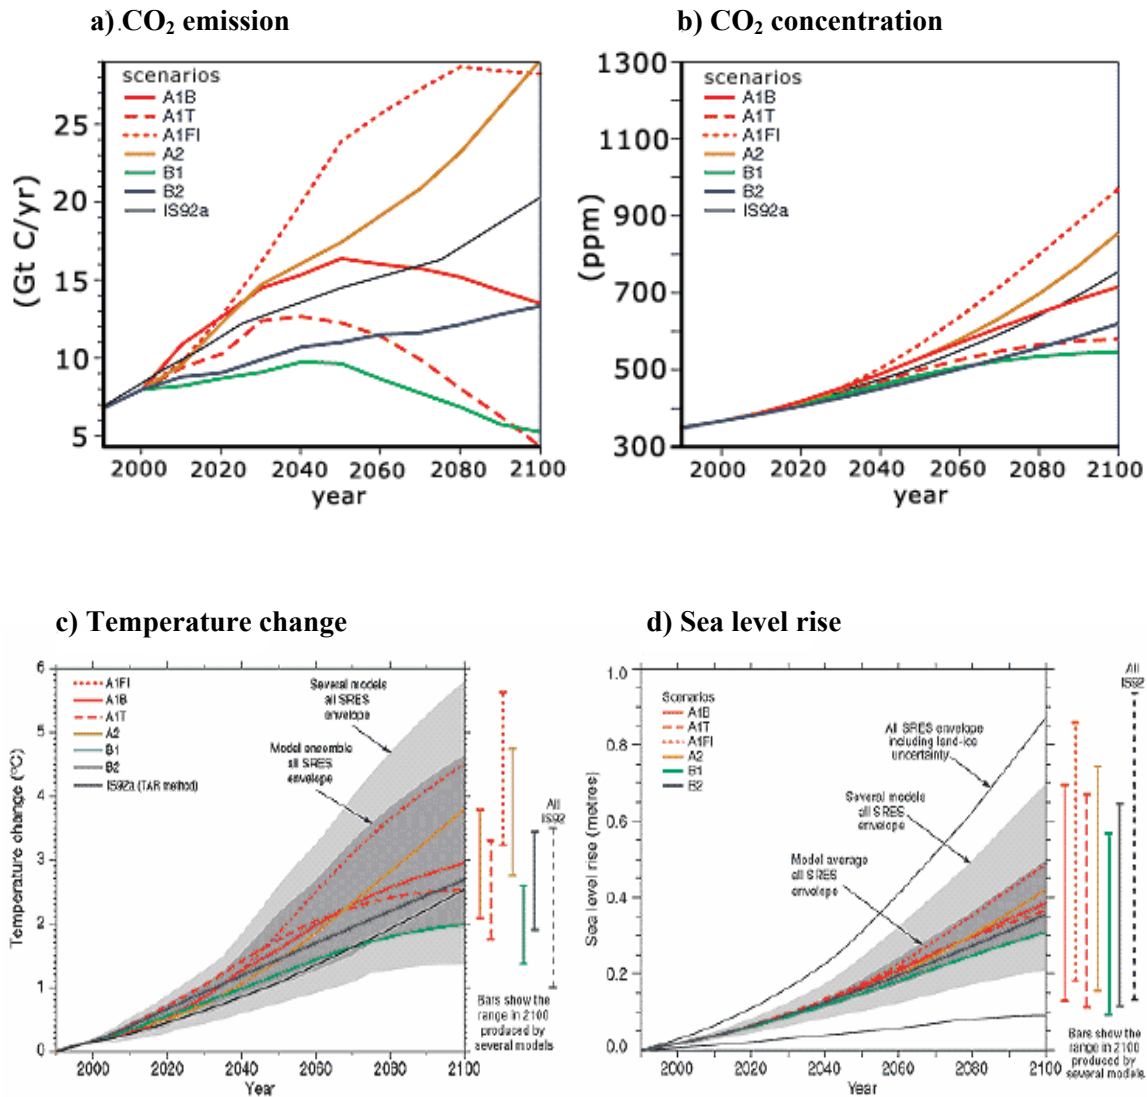 a) .CO₂ emission
scenarios
A1B
A1T
A1FI
A2
B1
B2
IS92a
(Gt C/yr)
25
20
15
10
5
2000 2020 2040 2060 2080 2100
year
b) CO₂ concentration
scenarios
A1B
A1T
A1FI
A2
B1
B2
IS92a
(ppm)
1300
1100
900
700
500
300
2000 2020 2040 2060 2080 2100
year
c) Temperature change
A1FI
A1B
A1T
A2
B1
B2
IS92a (TAR method)
Several models
all SRES
envelope
Model ensemble
all SRES
envelope
Temperature change (°C)
6
5
4
3
2
1
0
2000 2020 2040 2060 2080 2100
Year
All
IS92
Bars show the
range in 2100
produced by
several models
d) Sea level rise
Scenarios
A1B
A1T
A1FI
A2
B1
B2
All SRES envelope
including land-ice
uncertainty
Several models
all SRES
envelope
Model average
all SRES
envelope
Sea level rise (metres)
1.0
0.8
0.6
0.4
0.2
0.0
2000 2020 2040 2060 2080 2100
Year
All
IS92
Bars show the
range in 2100
produced by
several models